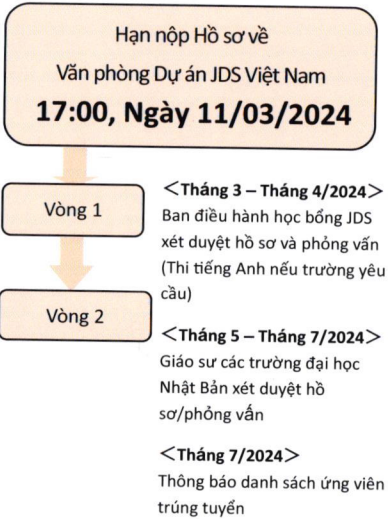 Hạn nộp Hồ sơ về
Văn phòng Dự án JDS Việt Nam
17:00, Ngày 11/03/2024
Vòng 1
<Tháng 3 – Tháng 4/2024>
Ban điều hành học bổng JDS
xét duyệt hồ sơ và phỏng vấn
(Thi tiếng Anh nếu trường yêu
cầu)
Vòng 2
<Tháng 5 – Tháng 7/2024>
Giáo sư các trường đại học
Nhật Bản xét duyệt hồ
sơ/phỏng vấn
<Tháng 7/2024>
Thông báo danh sách ứng viên
trúng tuyển